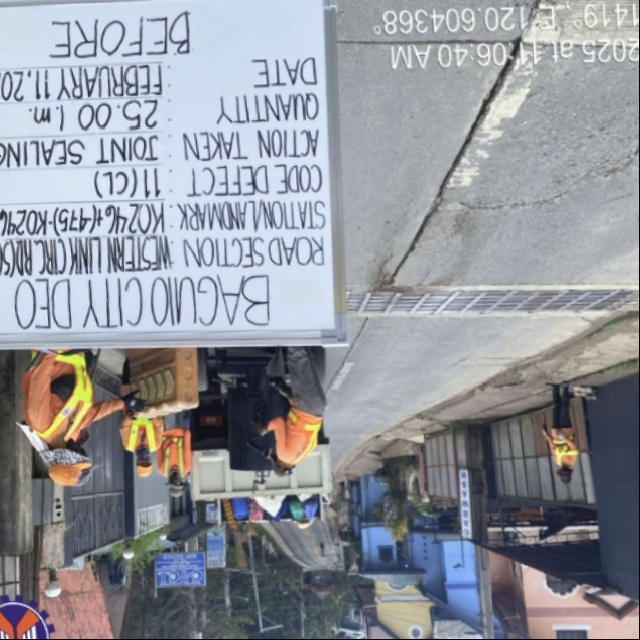 BAGUIO CITY DEO
ROAD SECTION : WESTERN LINK CIRC RD(SO
STATION/LANDMARK : K0246+(475)-K0246
CODE DEFECT : 11 (CL)
ACTION TAKEN : JOINT SEALING
QUANTITY : 25.00 l.m.
DATE : FEBRUARY 11, 20
BEFORE
2025 at 11:06:40 AM
1419°, E 120.604368°